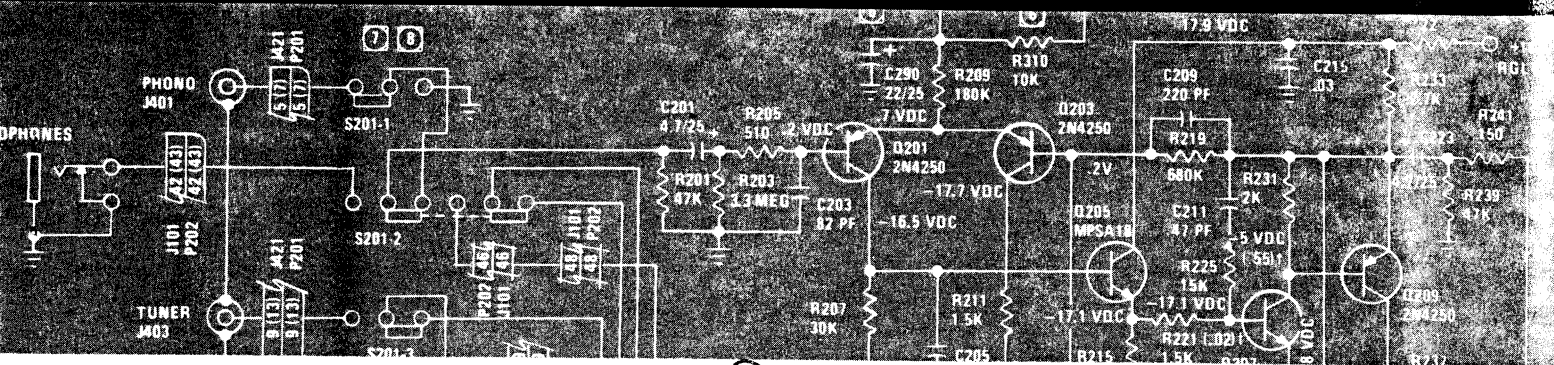 7 8
J421
P201
PHONO
J401
5 (7)
5 (7)
S201-1
42 (43)
42 (43)
J101
P202
S201-2
J421
P201
TUNER
J403
9 (13)
9 (13)
46
46
P202
J101
J101
P202
48
48
C201
4.7/25
+
R205
510
.2 VDC
R201
47K
R203
3.3 MEG
C203
82 PF
+
C290
22/25
R209
180K
R310
10K
.7 VDC
Q201
2N4250
Q203
2N4250
-17.7 VDC
-16.5 VDC
R207
30K
R211
1.5K
C205
17.9 VDC
C209
220 PF
R219
680K
.2V
Q205
MPSA18
C211
47 PF
R231
2K
R225
15K
-17.1 VDC
-17.1 VDC
R221 (.02)
1.5K
R215
C215
.03
R241
150
R239
47K
Q209
2N4250